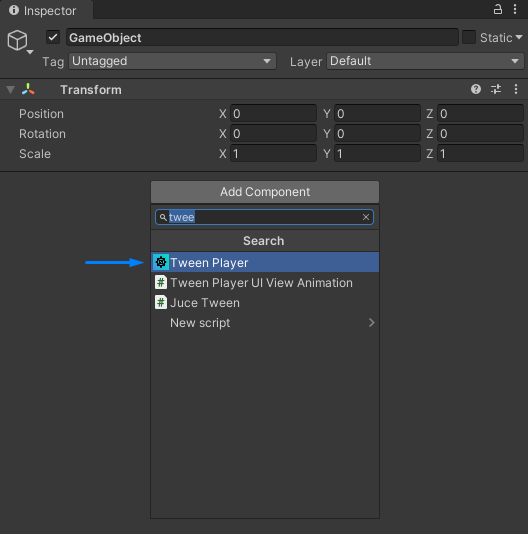 Inspector
GameObject Static
Tag Untagged Layer Default
Transform
Position X 0 Y 0 Z 0
Rotation X 0 Y 0 Z 0
Scale X 1 Y 1 Z 1
Add Component
twee
Search
Tween Player
# Tween Player UI View Animation
# Juce Tween
New script